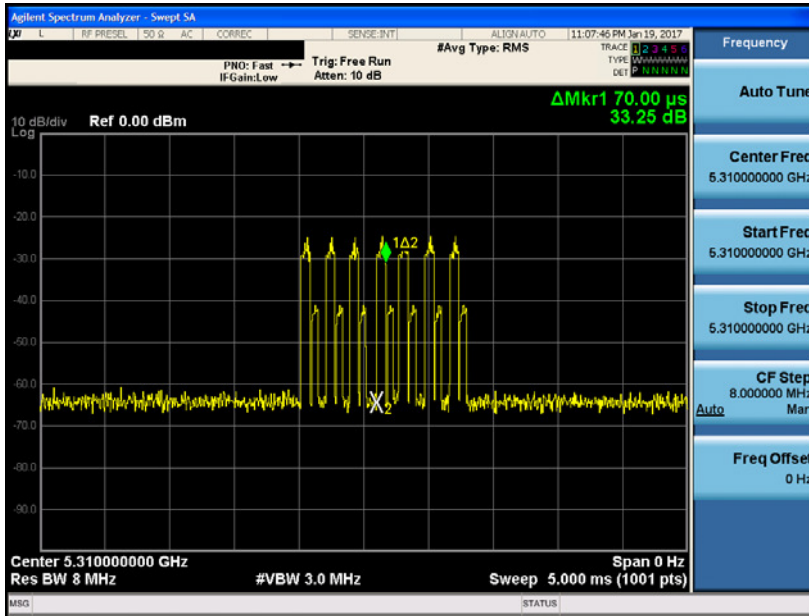 Agilent Spectrum Analyzer - Swept SA
L RF PRESEL 50 Ω AC CORREC SENSE:INT ALIGN AUTO 11:07:46 PM Jan 19, 2017
#Avg Type: RMS TRACE 1 2 3 4 5 6
PNO: Fast Trig: Free Run TYPE WWWWWW
IFGain:Low Atten: 10 dB DET P N N N N N
ΔMkr1 70.00 µs
33.25 dB
10 dB/div Ref 0.00 dBm
Log
-10.0
-20.0
-30.0
-40.0
-50.0
-60.0
-70.0
-80.0
-90.0
1Δ2
X2
Center 5.310000000 GHz Span 0 Hz
Res BW 8 MHz #VBW 3.0 MHz Sweep 5.000 ms (1001 pts)
MSG STATUS
Frequency
Auto Tune
Center Freq
5.310000000 GHz
Start Freq
5.310000000 GHz
Stop Freq
5.310000000 GHz
CF Step
8.000000 MHz
Auto Man
Freq Offset
0 Hz